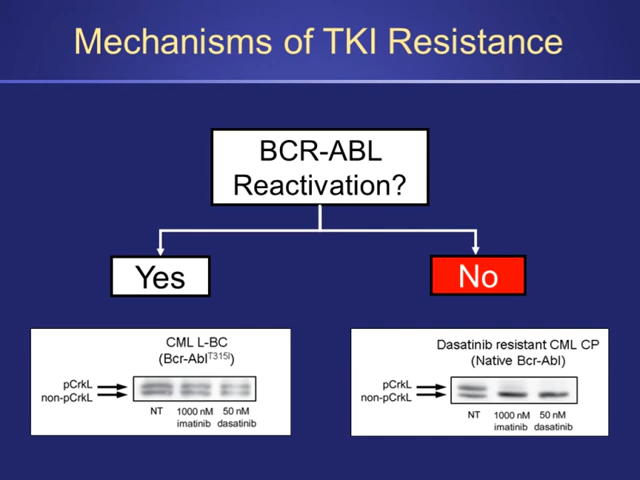 Mechanisms of TKI Resistance
BCR-ABL
Reactivation?
Yes
No
CML L-BC
(Bcr-Abl^T315I)
pCrkL
non-pCrkL
NT
1000 nM
imatinib
50 nM
dasatinib
Dasatinib resistant CML CP
(Native Bcr-Abl)
pCrkL
non-pCrkL
NT
1000 nM
imatinib
50 nM
dasatinib